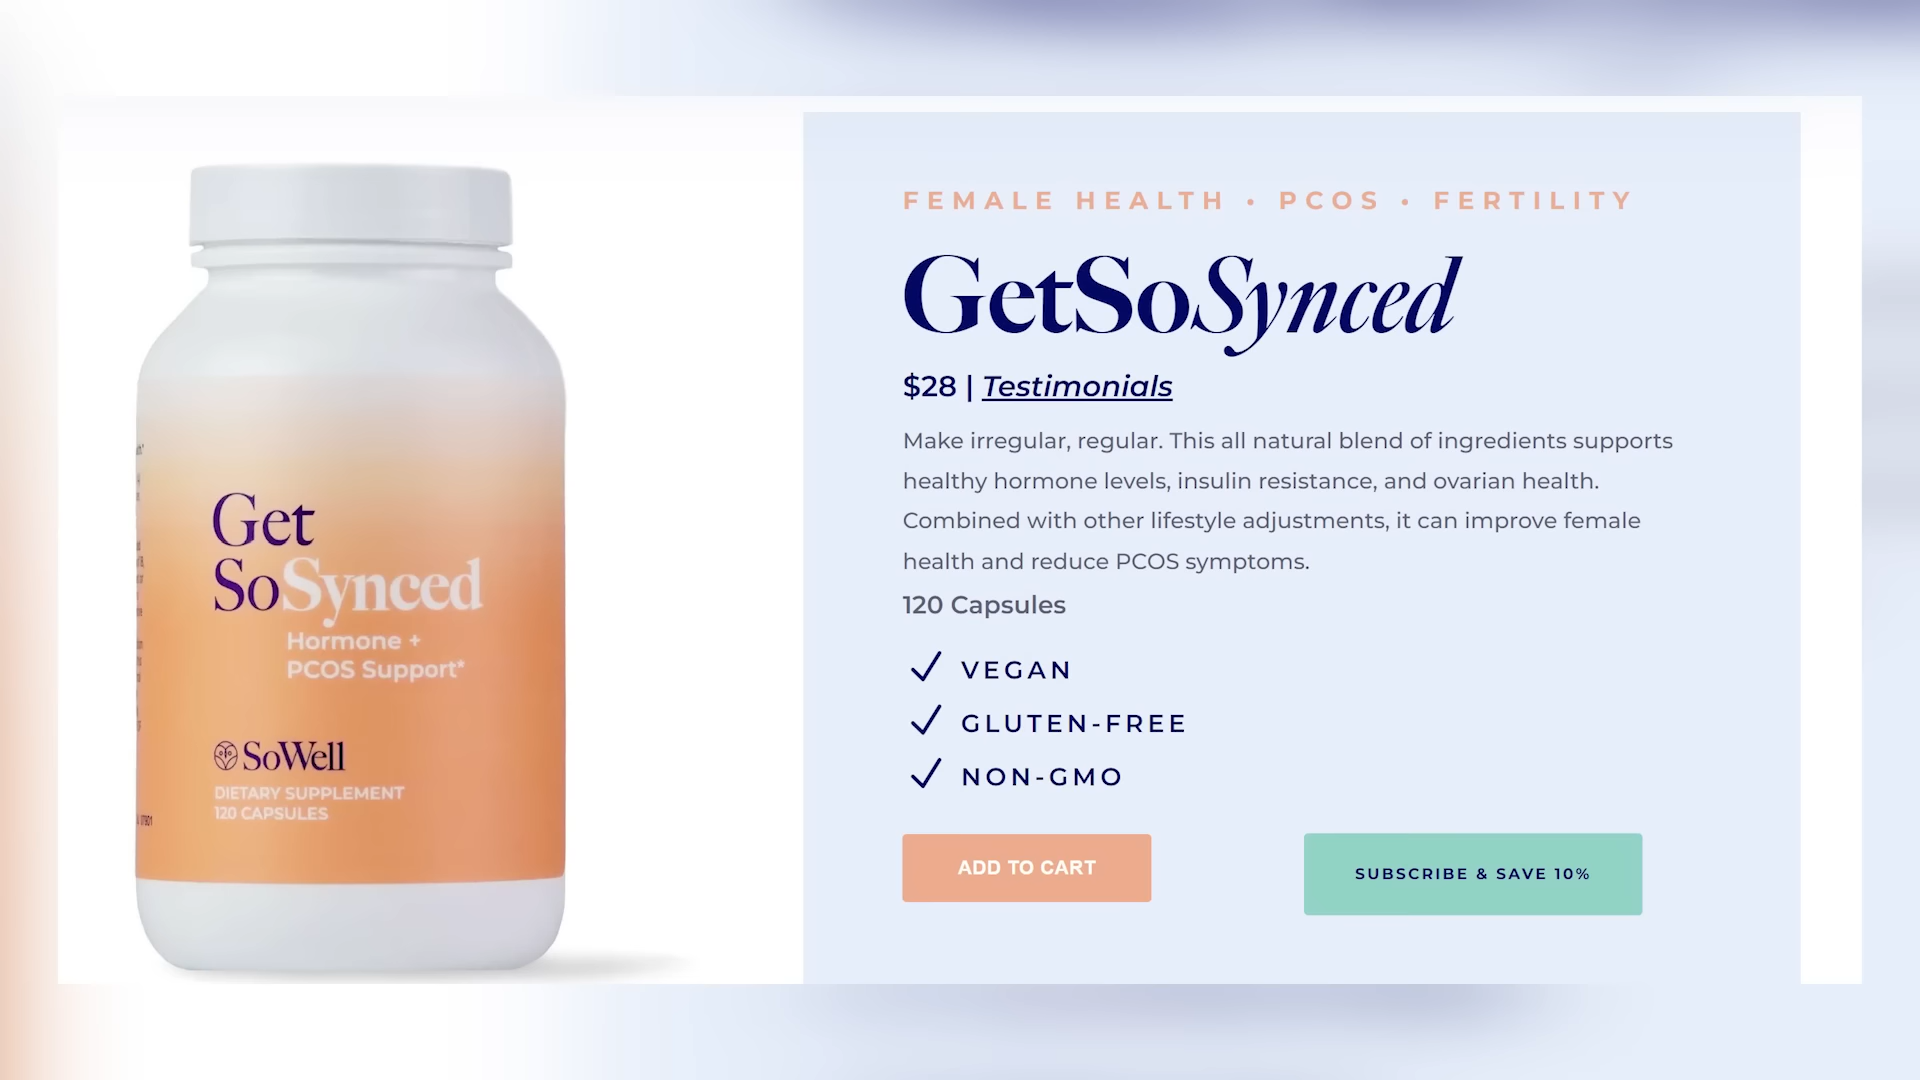 Get
SoSynced
Hormone +
PCOS Support*
SoWell
DIETARY SUPPLEMENT
120 CAPSULES
FEMALE HEALTH • PCOS • FERTILITY
GetSoSynced
$28 | Testimonials
Make irregular, regular. This all natural blend of ingredients supports
healthy hormone levels, insulin resistance, and ovarian health.
Combined with other lifestyle adjustments, it can improve female
health and reduce PCOS symptoms.
120 Capsules
VEGAN
GLUTEN-FREE
NON-GMO
ADD TO CART
SUBSCRIBE & SAVE 10%